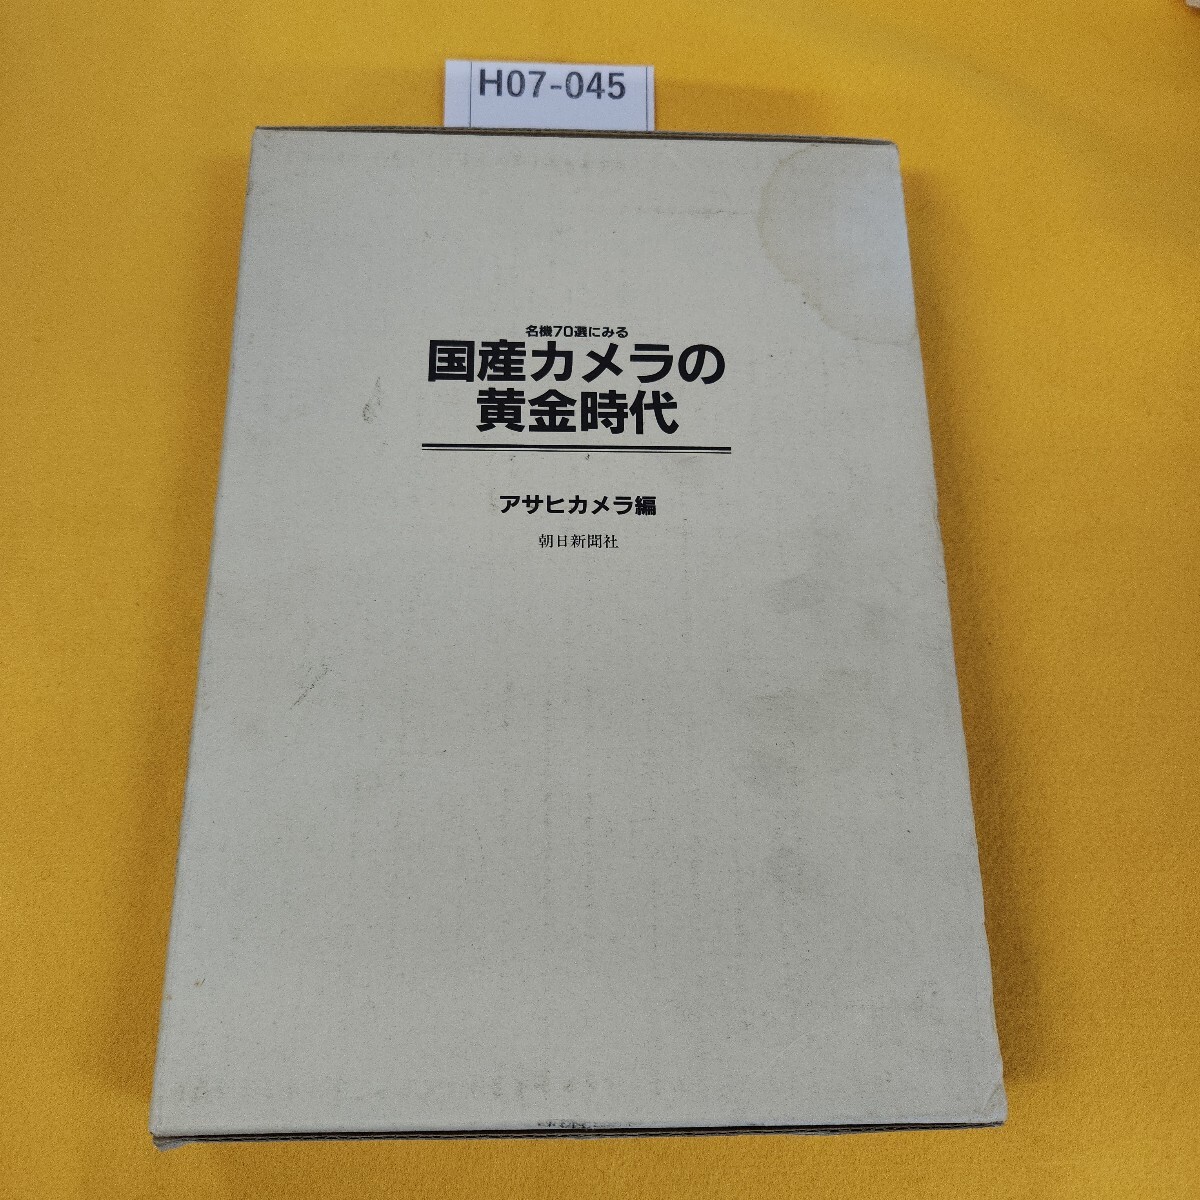 H07-045
名機70選にみる
国産カメラの
黄金時代
アサヒカメラ編
朝日新聞社